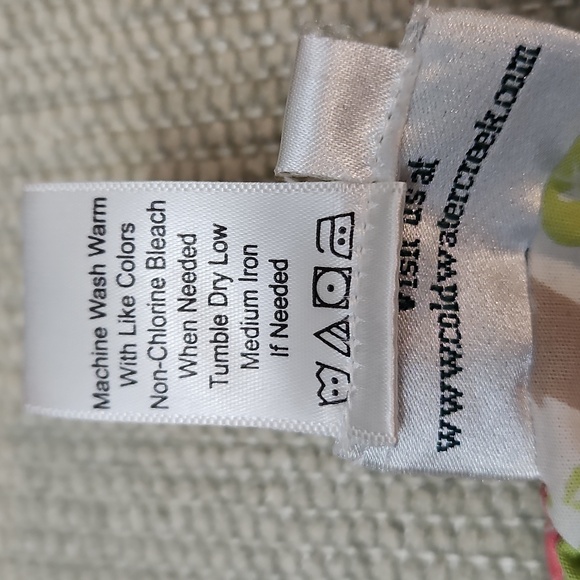 Machine Wash Warm
With Like Colors
Non-Chlorine Bleach
When Needed
Tumble Dry Low
Medium Iron
If Needed
visit us at
www.coldwatercreek.com